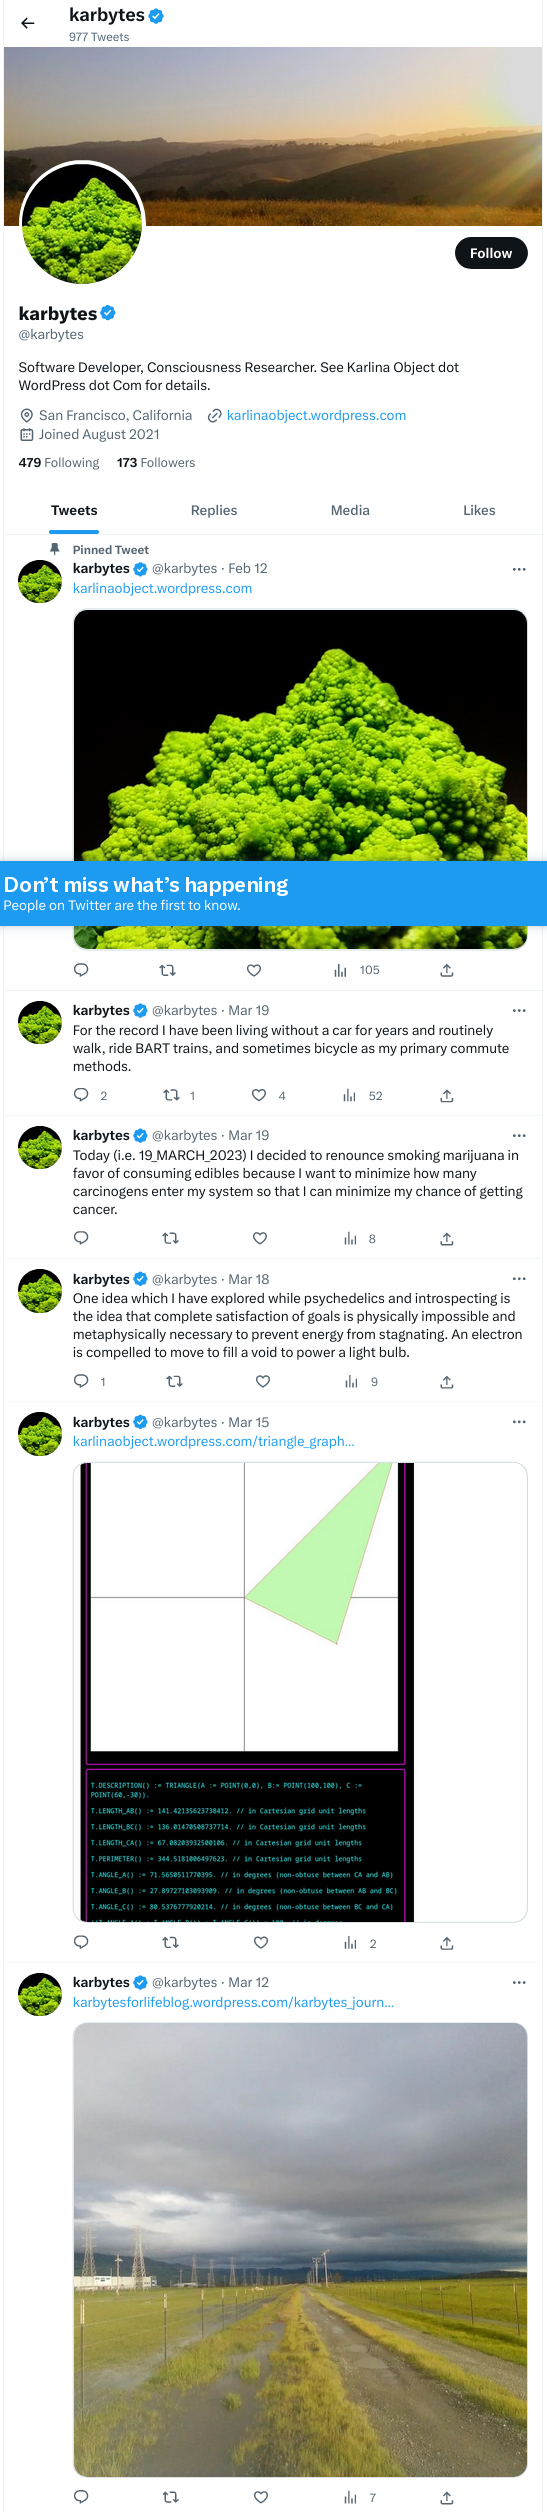 karbytes
977 Tweets
Follow
karbytes
@karbytes
Software Developer, Consciousness Researcher. See Karlina Object dot
WordPress dot Com for details.
San Francisco, California karlinaobject.wordpress.com
Joined August 2021
479 Following 173 Followers
Tweets Replies Media Likes
Pinned Tweet
karbytes @karbytes · Feb 12
karlinaobject.wordpress.com
Don't miss what's happening
People on Twitter are the first to know.
105
karbytes @karbytes · Mar 19
For the record I have been living without a car for years and routinely
walk, ride BART trains, and sometimes bicycle as my primary commute
methods.
2 1 4 52
karbytes @karbytes · Mar 19
Today (i.e. 19_MARCH_2023) I decided to renounce smoking marijuana in
favor of consuming edibles because I want to minimize how many
carcinogens enter my system so that I can minimize my chance of getting
cancer.
8
karbytes @karbytes · Mar 18
One idea which I have explored while psychedelics and introspecting is
the idea that complete satisfaction of goals is physically impossible and
metaphysically necessary to prevent energy from stagnating. An electron
is compelled to move to fill a void to power a light bulb.
1 9
karbytes @karbytes · Mar 15
karlinaobject.wordpress.com/triangle_graph...
T.DESCRIPTION() := TRIANGLE(A := POINT(0,0), B:= POINT(100,100), C :=
POINT(60,-30)).
T.LENGTH_AB() := 141.4213562373841​2. // in Cartesian grid unit lengths
T.LENGTH_BC() := 136.01470508737714. // in Cartesian grid unit lengths
T.LENGTH_CA() := 67.08203932500106. // in Cartesian grid unit lengths
T.PERIMETER() := 344.5181006497623. // in Cartesian grid unit lengths
T.ANGLE_A() := 71.5650511770395. // in degrees (non-obtuse between CA and AB)
T.ANGLE_B() := 27.89727103093909. // in degrees (non-obtuse between AB and BC)
T.ANGLE_C() := 80.5376777920214. // in degrees (non-obtuse between BC and CA)
2
karbytes @karbytes · Mar 12
karbytesforlifeblog.wordpress.com/karbytes_journ...
7